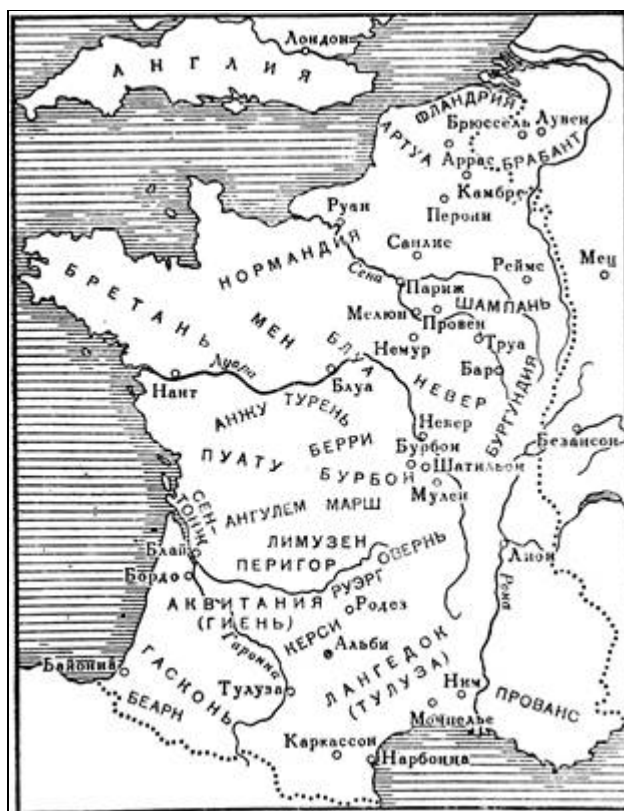 Лондон
АНГЛИЯ
ФЛАНДРИЯ
Брюссель
Лувен
АРТУА
Аррас
БРАБАНТ
Камбре
Руан
НОРМАНДИЯ
Санлис
Сена
Париж
Реймс
Мец
БРЕТАНЬ
МЕН
Мелюн
Провен
ШАМПАНЬ
Немур
Труа
Бар
БЛУА
Луара
Нант
Блуа
НЕВЕР
БУРГУНДИЯ
АНЖУ
ТУРЕНЬ
Невер
Безансон
ПУАТУ
БЕРРИ
Бурбон
БУРБОН
Шатильон
Мулен
СЕН-
ТОНЖ
АНГУЛЕМ
МАРШ
ЛИМУЗЕН
ПЕРИГОР
ОВЕРНЬ
Лион
Рона
Блай
Бордо
АКВИТАНИЯ
(ГИЕНЬ)
РУЭРГ
Родез
КЕРСИ
Альби
Гаронна
Байонна
ГАСКОНЬ
БЕАРН
Тулуза
ЛАНГЕДОК
(ТУЛУЗА)
Ним
ПРОВАНС
Монпелье
Каркассон
Нарбонна